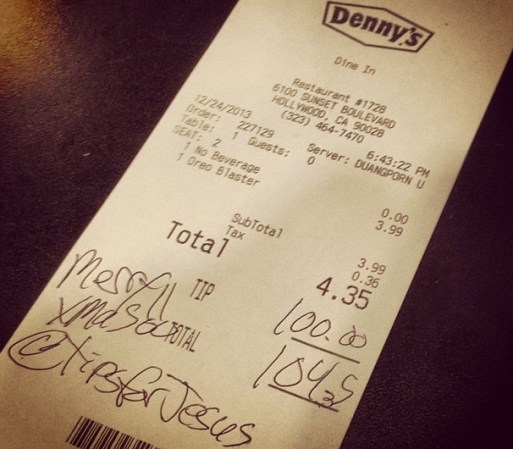 Denny's
Dine In
Restaurant #1728
6100 SUNSET BOULEVARD
HOLLYWOOD, CA 90028
(323) 464-7470
12/24/2013 6:43:22 PM
Order: 227129 Server: DUANGPORN U
Table: 1 Guests: 0
SEAT: 2
1 No Beverage 0.00
1 Oreo Blaster 3.99
SubTotal 3.99
Tax 0.36
Total 4.35
TIP 100.00
TOTAL 104.35
Merry
Xmas
@tipsforJesus